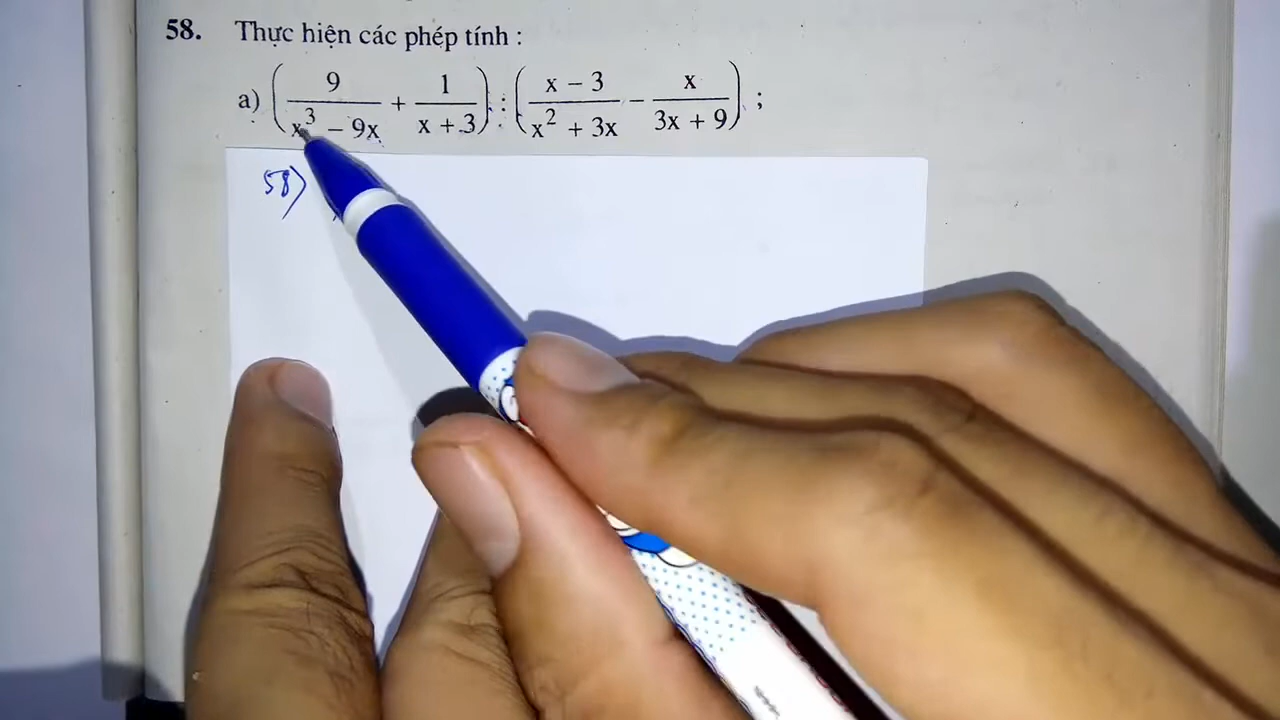 58. Thực hiện các phép tính :
a) (9/(x³ − 9x) + 1/(x + 3)) : ((x − 3)/(x² + 3x) − x/(3x + 9)) ;
58)